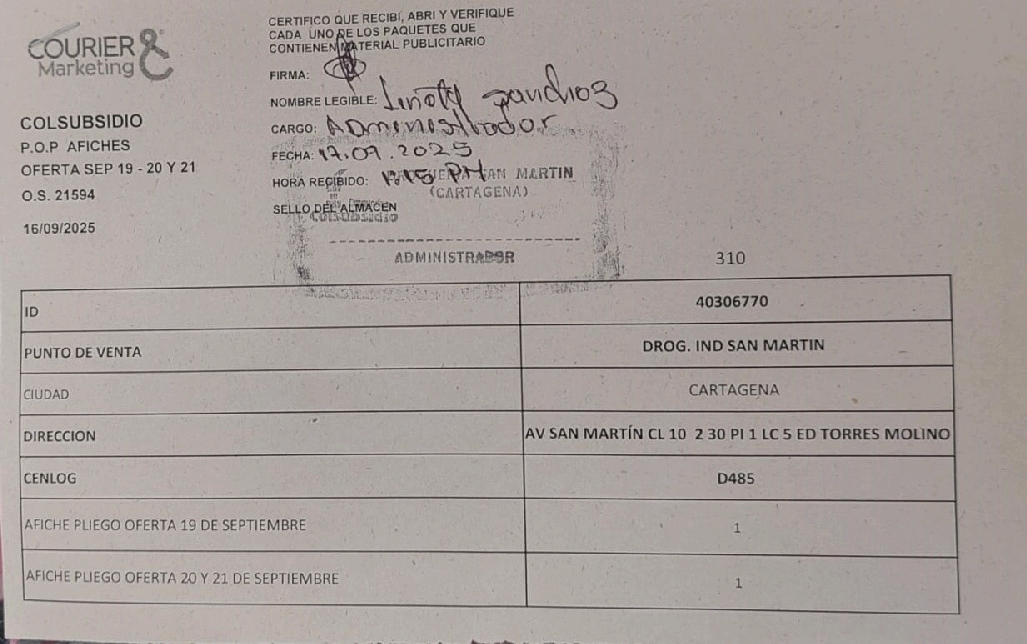 COURIER &
Marketing
CERTIFICO QUE RECIBÍ, ABRI Y VERIFIQUE
CADA UNO DE LOS PAQUETES QUE
CONTIENEN MATERIAL PUBLICITARIO
FIRMA:
NOMBRE LEGIBLE:
CARGO: Administrador
FECHA: 17.09.2025
HORA RECIBIDO: PM
SAN MARTIN
(CARTAGENA)
SELLO DEL ALMACEN
Colsubsidio
ADMINISTRADOR
COLSUBSIDIO
P.O.P AFICHES
OFERTA SEP 19 - 20 Y 21
O.S. 21594
16/09/2025
310
ID 40306770
PUNTO DE VENTA DROG. IND SAN MARTIN
CIUDAD CARTAGENA
DIRECCION AV SAN MARTÍN CL 10 2 30 PI 1 LC 5 ED TORRES MOLINO
CENLOG D485
AFICHE PLIEGO OFERTA 19 DE SEPTIEMBRE 1
AFICHE PLIEGO OFERTA 20 Y 21 DE SEPTIEMBRE 1